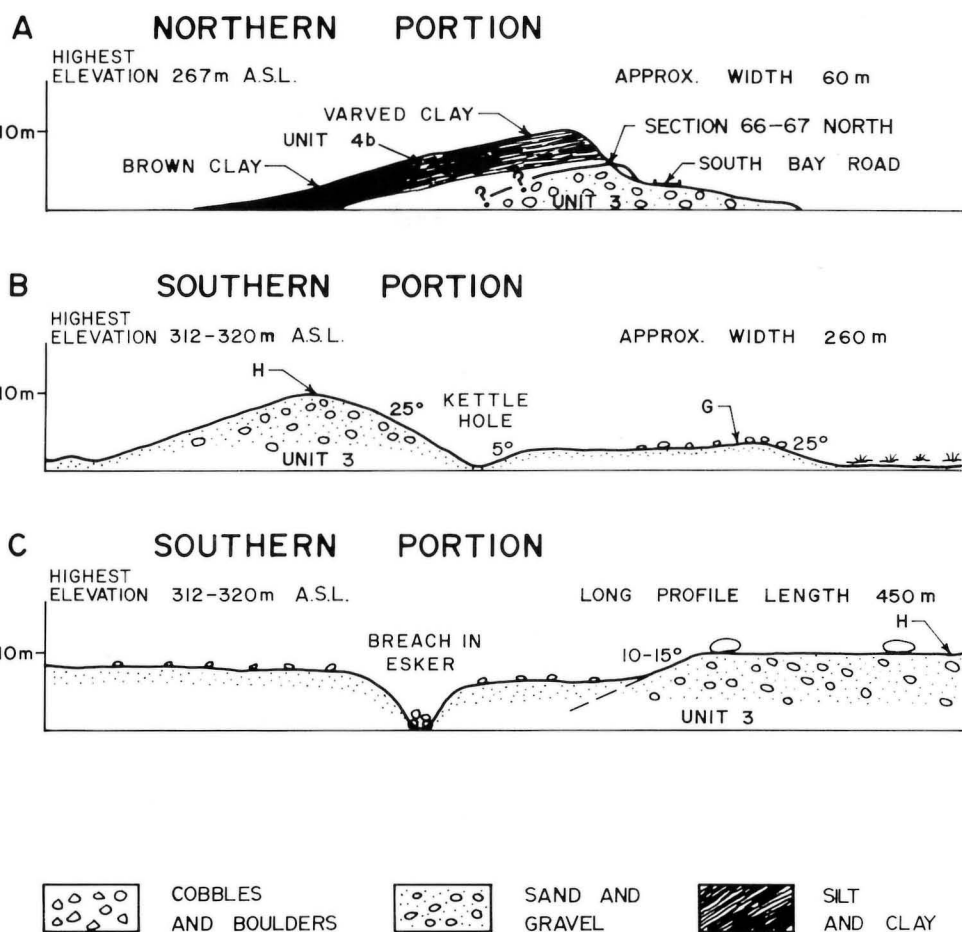 A NORTHERN PORTION
HIGHEST
ELEVATION 267m A.S.L.
APPROX. WIDTH 60 m
10m
VARVED CLAY
UNIT 4b
BROWN CLAY
SECTION 66-67 NORTH
SOUTH BAY ROAD
? ?
UNIT 3
B SOUTHERN PORTION
HIGHEST
ELEVATION 312-320m A.S.L.
APPROX. WIDTH 260 m
10m
H
25°
KETTLE
HOLE
5°
G
25°
UNIT 3
C SOUTHERN PORTION
HIGHEST
ELEVATION 312-320m A.S.L.
LONG PROFILE LENGTH 450 m
H
10m
BREACH IN
ESKER
10-15°
UNIT 3
COBBLES
AND BOULDERS
SAND AND
GRAVEL
SILT
AND CLAY